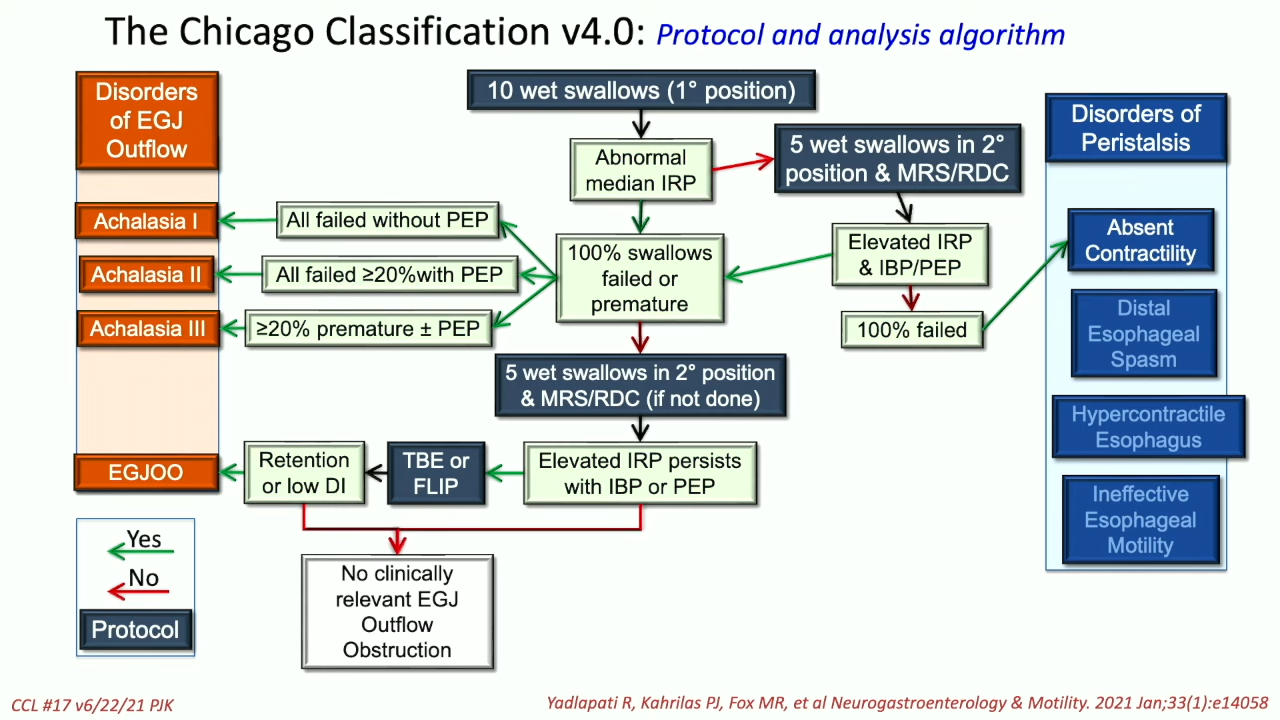 The Chicago Classification v4.0: Protocol and analysis algorithm
Disorders
of EGJ
Outflow
10 wet swallows (1° position)
Abnormal
median IRP
5 wet swallows in 2°
position & MRS/RDC
Disorders of
Peristalsis
Achalasia I
All failed without PEP
Achalasia II
All failed ≥20%with PEP
Achalasia III
≥20% premature ± PEP
100% swallows
failed or
premature
Elevated IRP
& IBP/PEP
100% failed
Absent
Contractility
Distal
Esophageal
Spasm
Hypercontractile
Esophagus
Ineffective
Esophageal
Motility
5 wet swallows in 2° position
& MRS/RDC (if not done)
EGJOO
Retention
or low DI
TBE or
FLIP
Elevated IRP persists
with IBP or PEP
Yes
No
Protocol
No clinically
relevant EGJ
Outflow
Obstruction
CCL #17 v6/22/21 PJK
Yadlapati R, Kahrilas PJ, Fox MR, et al Neurogastroenterology & Motility. 2021 Jan;33(1):e14058